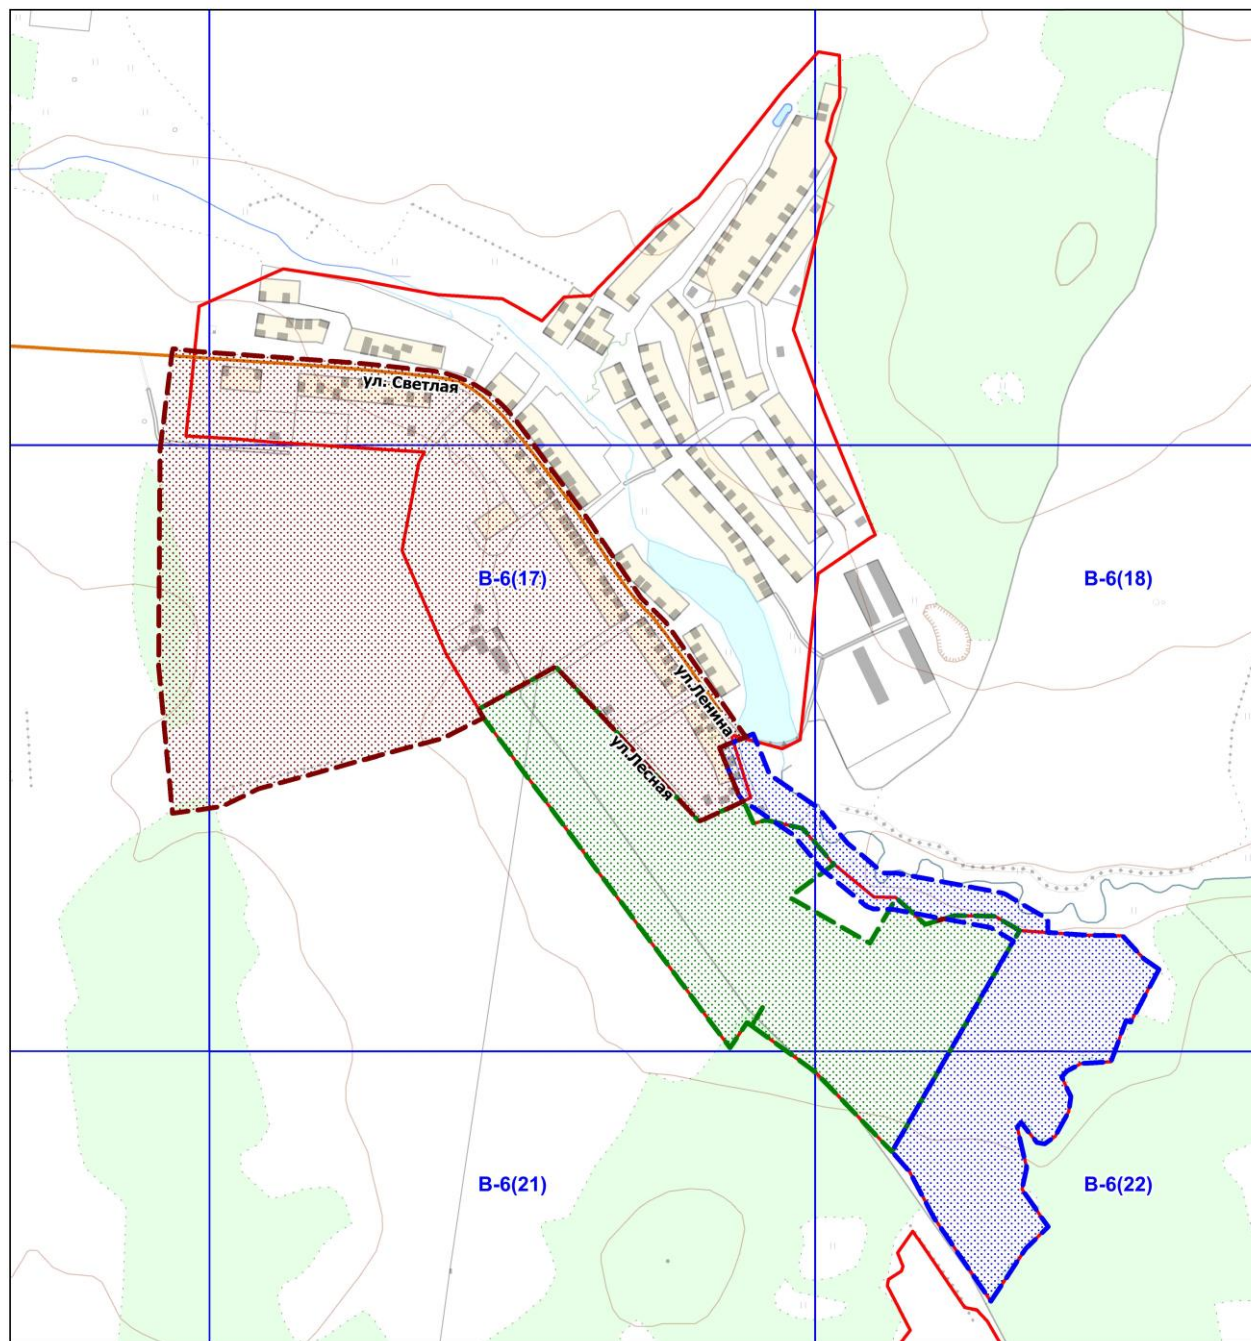 ул. Светлая
В-6(17)
В-6(18)
ул.Ленина
ул.Лесная
В-6(21)
В-6(22)